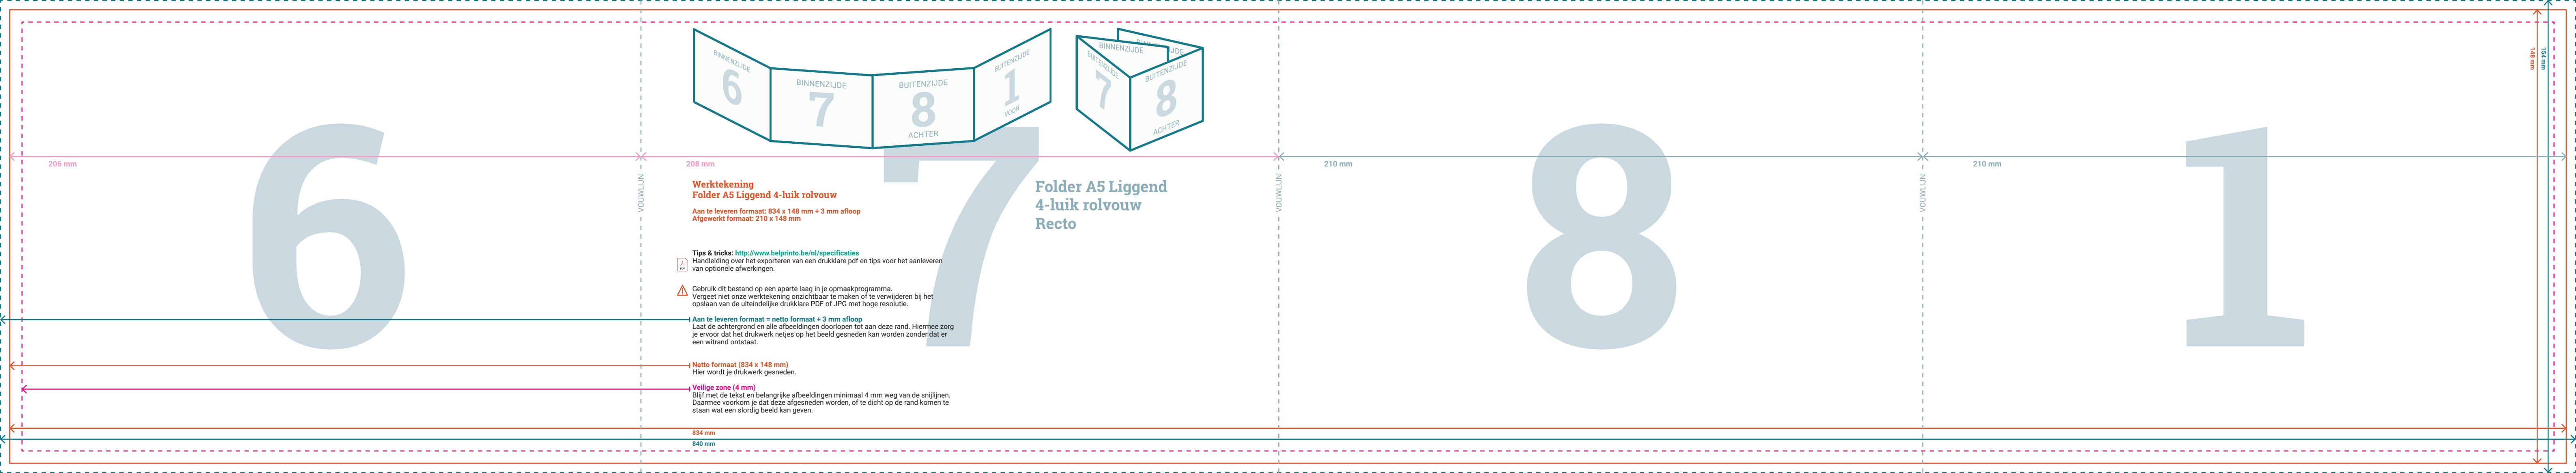 BINNENZIJDE
6
BINNENZIJDE
7
BUITENZIJDE
8
ACHTER
BUITENZIJDE
1
VOOR
BINNENZIJDE
BUITENZIJDE
7
BUITENZIJDE
8
ACHTER
148 mm
154 mm
6
7
8
1
206 mm
208 mm
210 mm
210 mm
VOUWLIJN
VOUWLIJN
VOUWLIJN
Werktekening
Folder A5 Liggend 4-luik rolvouw
Aan te leveren formaat: 834 x 148 mm + 3 mm afloop
Afgewerkt formaat: 210 x 148 mm
Folder A5 Liggend
4-luik rolvouw
Recto
Tips & tricks: http://www.belprinto.be/nl/specificaties
Handleiding over het exporteren van een drukklare pdf en tips voor het aanleveren
van optionele afwerkingen.
Gebruik dit bestand op een aparte laag in je opmaakprogramma.
Vergeet niet onze werktekening onzichtbaar te maken of te verwijderen bij het
opslaan van de uiteindelijke drukklare PDF of JPG met hoge resolutie.
Aan te leveren formaat = netto formaat + 3 mm afloop
Laat de achtergrond en alle afbeeldingen doorlopen tot aan deze rand. Hiermee zorg
je ervoor dat het drukwerk netjes op het beeld gesneden kan worden zonder dat er
een witrand ontstaat.
Netto formaat (834 x 148 mm)
Hier wordt je drukwerk gesneden.
Veilige zone (4 mm)
Blijf met de tekst en belangrijke afbeeldingen minimaal 4 mm weg van de snijlijnen.
Daarmee voorkom je dat deze afgesneden worden, of te dicht op de rand komen te
staan wat een slordig beeld kan geven.
834 mm
840 mm